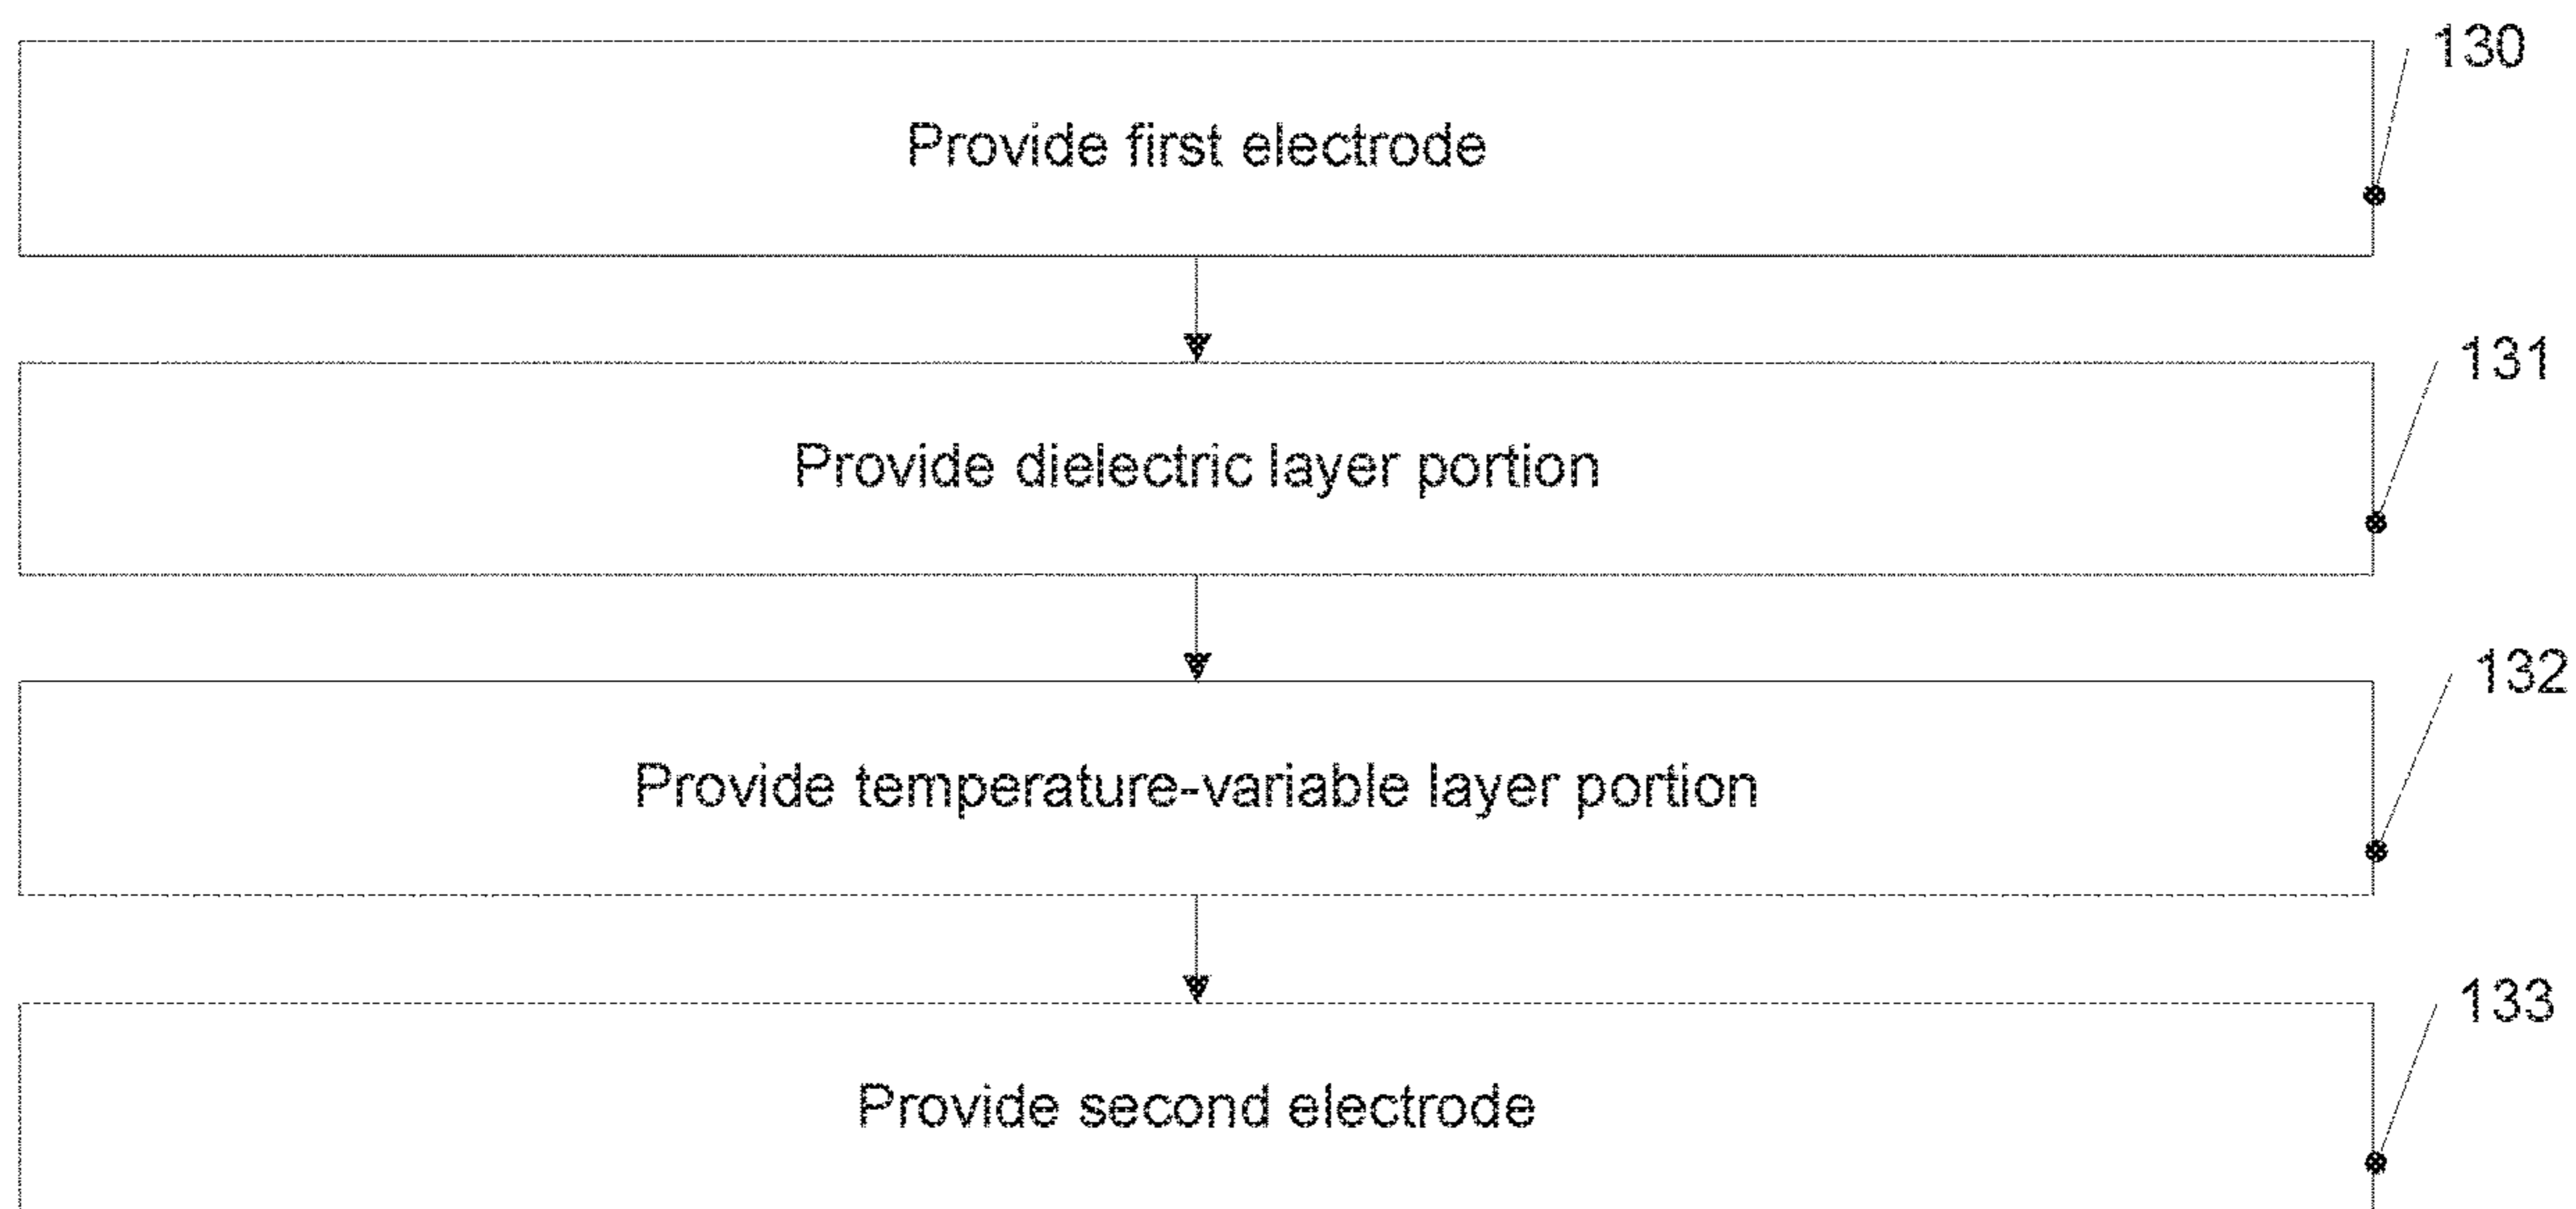 130
Provide first electrode
131
Provide dielectric layer portion
132
Provide temperature-variable layer portion
133
Provide second electrode